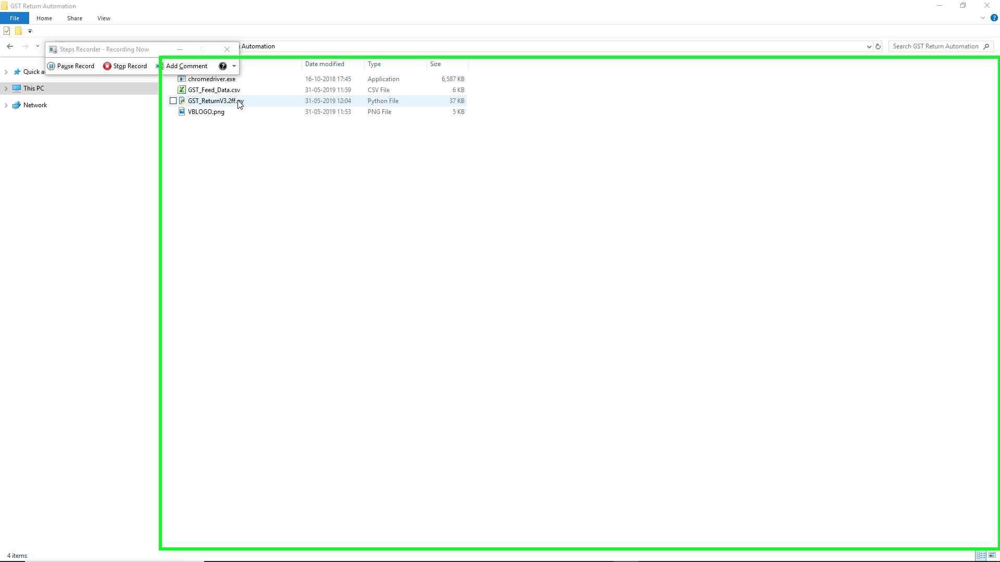 GST Return Automation
File Home Share View
Steps Recorder - Recording Now
Automation
Search GST Return Automation
Pause Record Stop Record Add Comment
Date modified Type Size
Quick a
chromedriver.exe 16-10-2018 17:45 Application 6,587 KB
This PC
GST_Feed_Data.csv 31-05-2019 11:59 CSV File 6 KB
GST_ReturnV3.2ff.py 31-05-2019 12:04 Python File 37 KB
Network
VBLOGO.png 31-05-2019 11:53 PNG File 5 KB
4 items